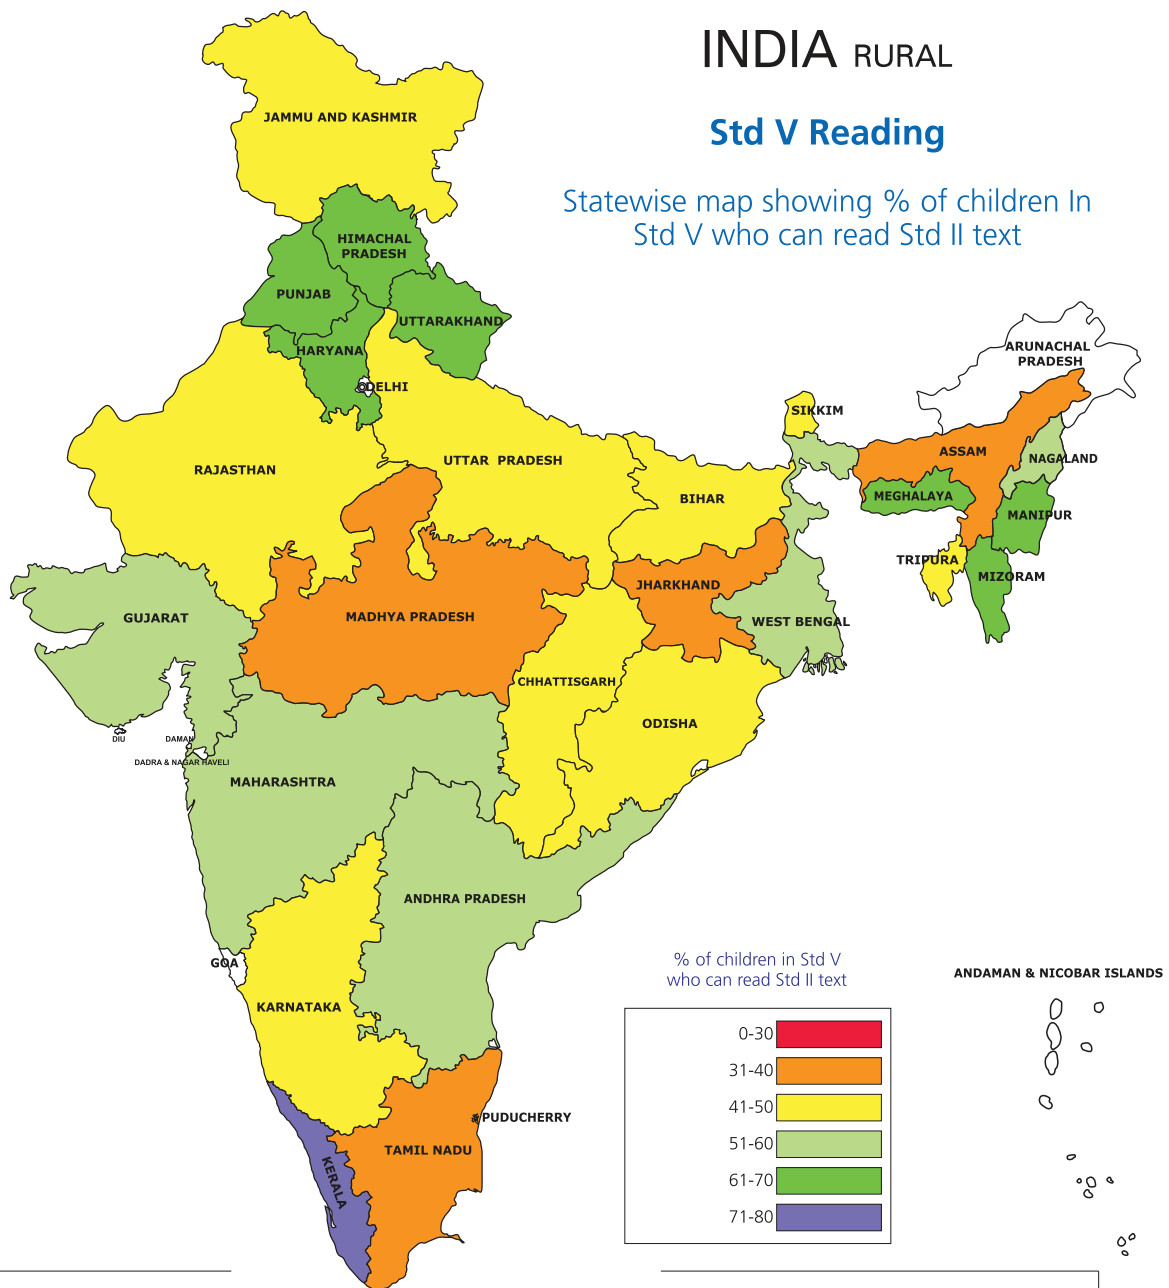 INDIA RURAL
Std V Reading
Statewise map showing % of children In
Std V who can read Std II text
JAMMU AND KASHMIR
HIMACHAL
PRADESH
PUNJAB
UTTARAKHAND
HARYANA
DELHI
ARUNACHAL
PRADESH
SIKKIM
RAJASTHAN
UTTAR PRADESH
BIHAR
ASSAM
NAGALAND
MEGHALAYA
MANIPUR
TRIPURA
MIZORAM
GUJARAT
MADHYA PRADESH
JHARKHAND
WEST BENGAL
CHHATTISGARH
ODISHA
DIU
DAMAN
DADRA & NAGAR HAVELI
MAHARASHTRA
ANDHRA PRADESH
GOA
KARNATAKA
PUDUCHERRY
TAMIL NADU
KERALA
% of children in Std V
who can read Std II text
0-30
31-40
41-50
51-60
61-70
71-80
ANDAMAN & NICOBAR ISLANDS